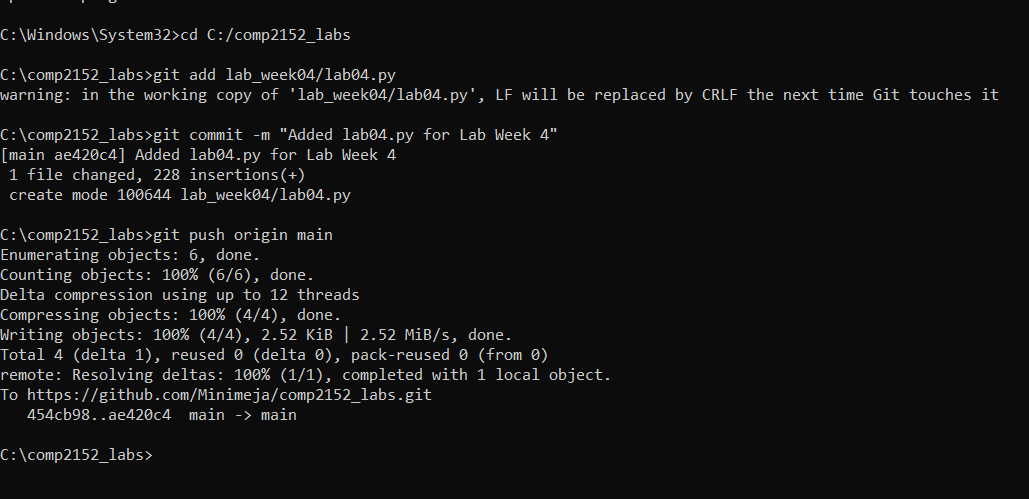 C:\Windows\System32>cd C:/comp2152_labs
C:\comp2152_labs>git add lab_week04/lab04.py
warning: in the working copy of 'lab_week04/lab04.py', LF will be replaced by CRLF the next time Git touches it
C:\comp2152_labs>git commit -m "Added lab04.py for Lab Week 4"
[main ae420c4] Added lab04.py for Lab Week 4
 1 file changed, 228 insertions(+)
 create mode 100644 lab_week04/lab04.py
C:\comp2152_labs>git push origin main
Enumerating objects: 6, done.
Counting objects: 100% (6/6), done.
Delta compression using up to 12 threads
Compressing objects: 100% (4/4), done.
Writing objects: 100% (4/4), 2.52 KiB | 2.52 MiB/s, done.
Total 4 (delta 1), reused 0 (delta 0), pack-reused 0 (from 0)
remote: Resolving deltas: 100% (1/1), completed with 1 local object.
To https://github.com/Minimeja/comp2152_labs.git
   454cb98..ae420c4  main -> main
C:\comp2152_labs>